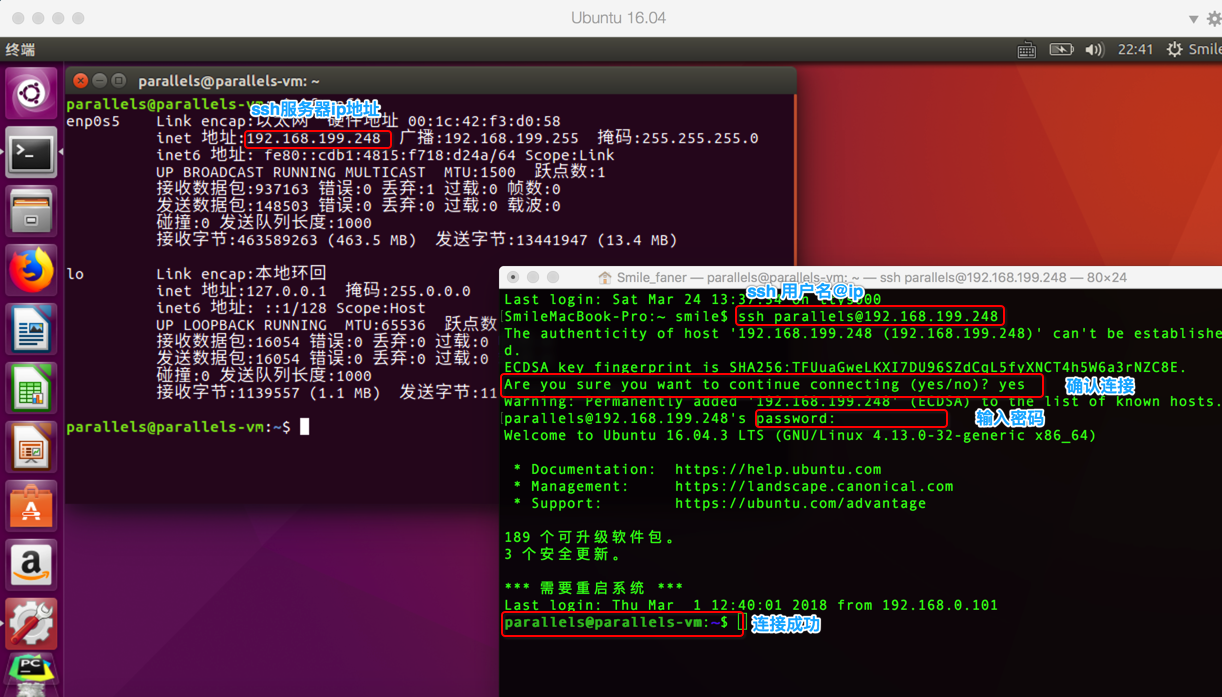 Ubuntu 16.04
终端
22:41
Smile
parallels@parallels-vm: ~
parallels@parallels-vm
ssh服务器ip地址
enp0s5 Link encap:以太网 硬件地址 00:1c:42:f3:d0:58
inet 地址:192.168.199.248 广播:192.168.199.255 掩码:255.255.255.0
inet6 地址: fe80::cdb1:4815:f718:d24a/64 Scope:Link
UP BROADCAST RUNNING MULTICAST MTU:1500 跃点数:1
接收数据包:937163 错误:0 丢弃:1 过载:0 帧数:0
发送数据包:148503 错误:0 丢弃:0 过载:0 载波:0
碰撞:0 发送队列长度:1000
接收字节:463589263 (463.5 MB) 发送字节:13441947 (13.4 MB)
lo Link encap:本地环回
inet 地址:127.0.0.1 掩码:255.0.0.0
inet6 地址: ::1/128 Scope:Host
UP LOOPBACK RUNNING MTU:65536 跃点数
接收数据包:16054 错误:0 丢弃:0 过载:0
发送数据包:16054 错误:0 丢弃:0 过载:0
碰撞:0 发送队列长度:1000
接收字节:1139557 (1.1 MB) 发送字节:11
parallels@parallels-vm:~$
Smile_faner — parallels@parallels-vm: ~ — ssh parallels@192.168.199.248 — 80×24
ssh 用户名@ip
Last login: Sat Mar 24 13:37:54 on ttys000
SmileMacBook-Pro:~ smile$ ssh parallels@192.168.199.248
The authenticity of host '192.168.199.248 (192.168.199.248)' can't be establishe
d.
ECDSA key fingerprint is SHA256:TFUuaGweLKXI7DU96SZdCqL5fyXNCT4h5W6a3rNZC8E.
Are you sure you want to continue connecting (yes/no)? yes 确认连接
Warning: Permanently added '192.168.199.248' (ECDSA) to the list of known hosts.
parallels@192.168.199.248's password: 输入密码
Welcome to Ubuntu 16.04.3 LTS (GNU/Linux 4.13.0-32-generic x86_64)
* Documentation: https://help.ubuntu.com
* Management: https://landscape.canonical.com
* Support: https://ubuntu.com/advantage
189 个可升级软件包。
3 个安全更新。
*** 需要重启系统 ***
Last login: Thu Mar 1 12:40:01 2018 from 192.168.0.101
parallels@parallels-vm:~$ 连接成功
a
PC